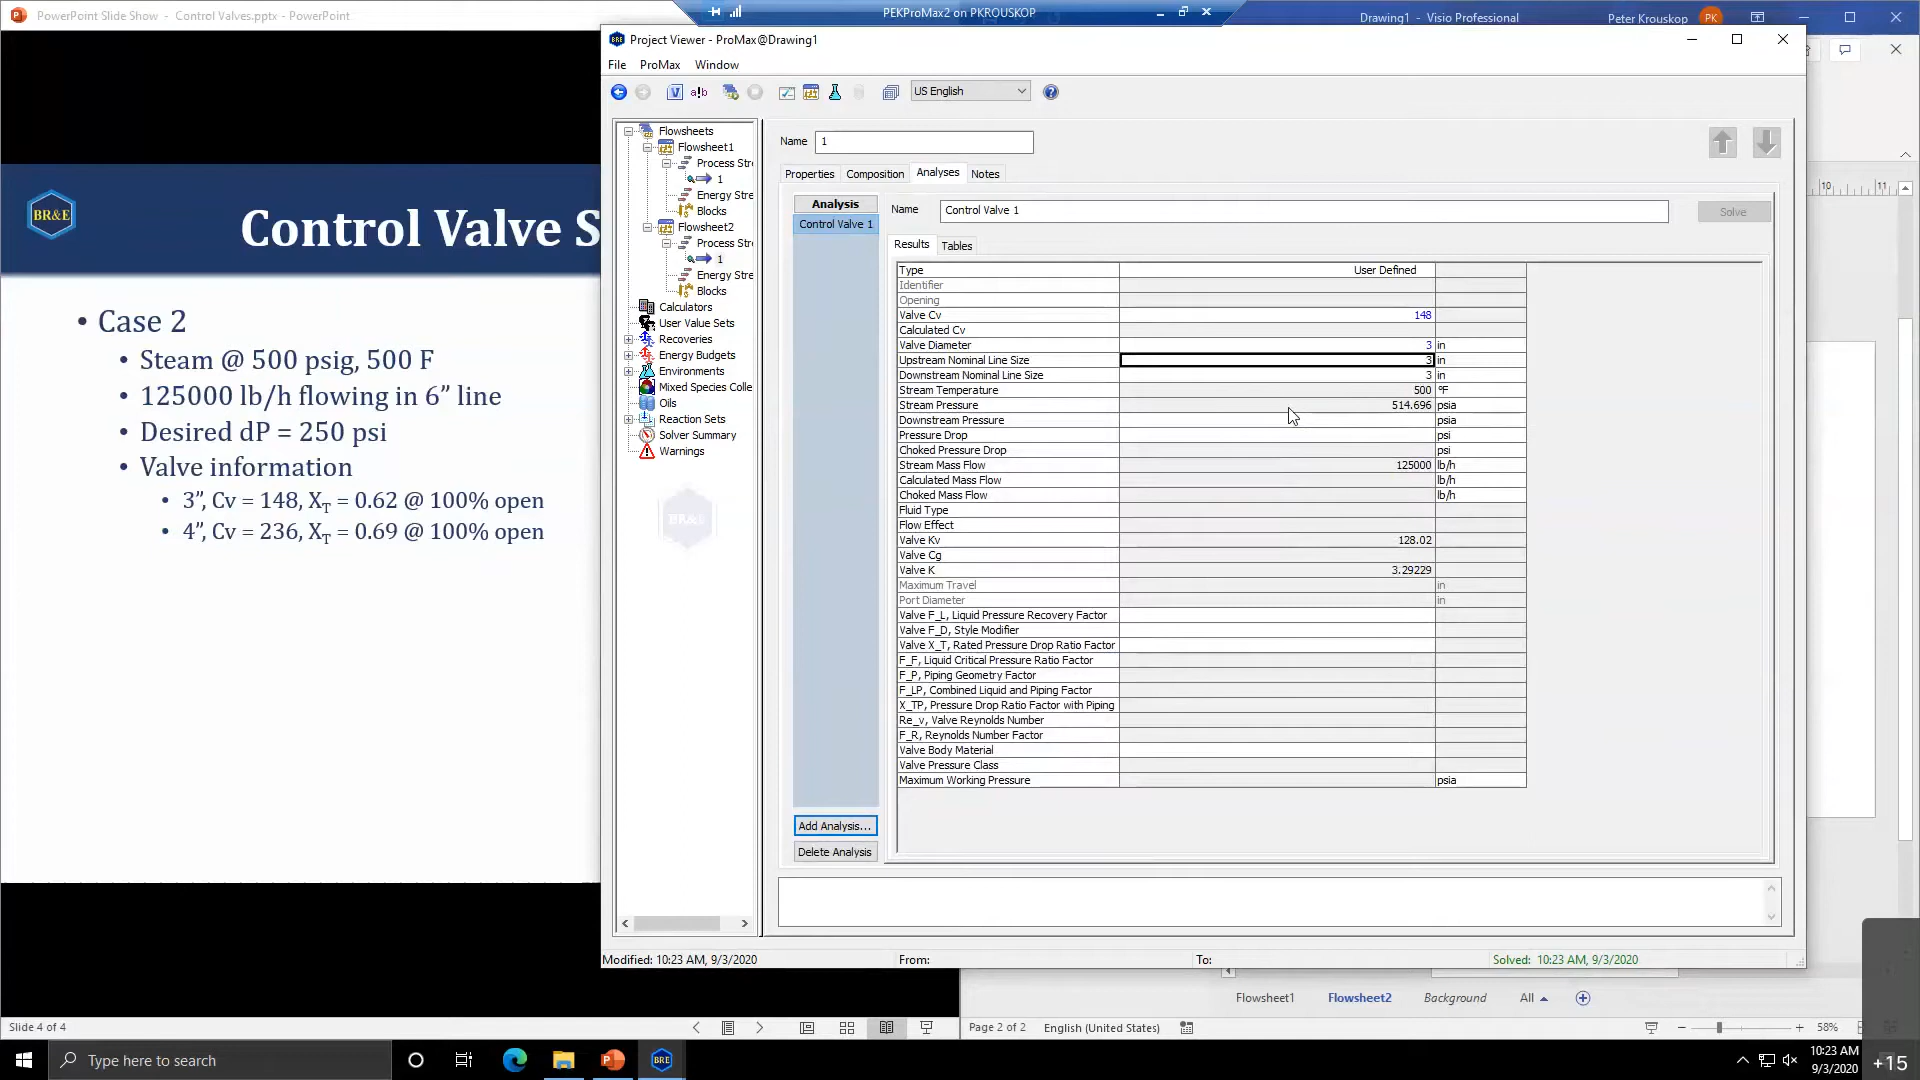 PowerPoint Slide Show - Control Valves.pptx - PowerPoint
PEKProMax2 on PKROUSKOP
Drawing1 - Visio Professional
Peter Krouskop
PK
Project Viewer - ProMax@Drawing1
File ProMax Window
US English
BR&E
Control Valve S
• Case 2
• Steam @ 500 psig, 500 F
• 125000 lb/h flowing in 6” line
• Desired dP = 250 psi
• Valve information
• 3”, Cv = 148, XT = 0.62 @ 100% open
• 4”, Cv = 236, XT = 0.69 @ 100% open
Flowsheets
Flowsheet1
Process Stre
1
Energy Stre
Blocks
Flowsheet2
Process Stre
1
Energy Stre
Blocks
Calculators
User Value Sets
Recoveries
Energy Budgets
Environments
Mixed Species Colle
Oils
Reaction Sets
Solver Summary
Warnings
BR&E
Name 1
Properties Composition Analyses Notes
Analysis
Control Valve 1
Add Analysis...
Delete Analysis
Name Control Valve 1 Solve
Results Tables
Type User Defined
Identifier
Opening
Valve Cv 148
Calculated Cv
Valve Diameter 3 in
Upstream Nominal Line Size 3 in
Downstream Nominal Line Size 3 in
Stream Temperature 500 °F
Stream Pressure 514.696 psia
Downstream Pressure psia
Pressure Drop psi
Choked Pressure Drop psi
Stream Mass Flow 125000 lb/h
Calculated Mass Flow lb/h
Choked Mass Flow lb/h
Fluid Type
Flow Effect
Valve Kv 128.02
Valve Cg
Valve K 3.29229
Maximum Travel in
Port Diameter in
Valve F_L, Liquid Pressure Recovery Factor
Valve F_D, Style Modifier
Valve X_T, Rated Pressure Drop Ratio Factor
F_F, Liquid Critical Pressure Ratio Factor
F_P, Piping Geometry Factor
F_LP, Combined Liquid and Piping Factor
X_TP, Pressure Drop Ratio Factor with Piping
Re_v, Valve Reynolds Number
F_R, Reynolds Number Factor
Valve Body Material
Valve Pressure Class
Maximum Working Pressure psia
Modified: 10:23 AM, 9/3/2020 From: To: Solved: 10:23 AM, 9/3/2020
10 11
Flowsheet1 Flowsheet2 Background All
Slide 4 of 4
Page 2 of 2 English (United States) 58%
Type here to search
BRE
10:23 AM
9/3/2020
+15